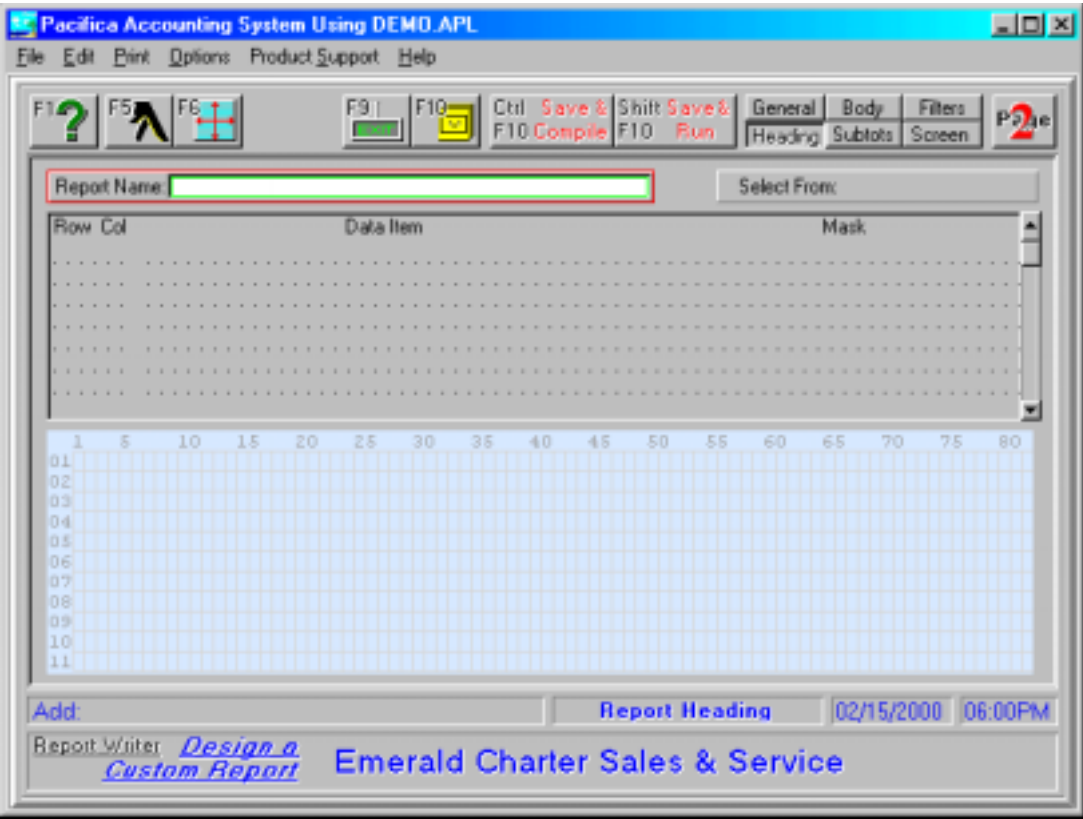 Pacifica Accounting System Using DEMO.APL
File Edit Print Options Product Support Help
F1 F5 F6 F9 EXIT F10 Ctrl F10 Save & Compile Shift F10 Save & Run General Body Filters Page 2
Heading Subtots Screen
Report Name: Select From:
Row Col Data Item Mask
1 5 10 15 20 25 30 35 40 45 50 55 60 65 70 75 80
01
02
03
04
05
06
07
08
09
10
11
Add: Report Heading 02/15/2000 06:00PM
Report Writer Design a
Custom Report Emerald Charter Sales & Service